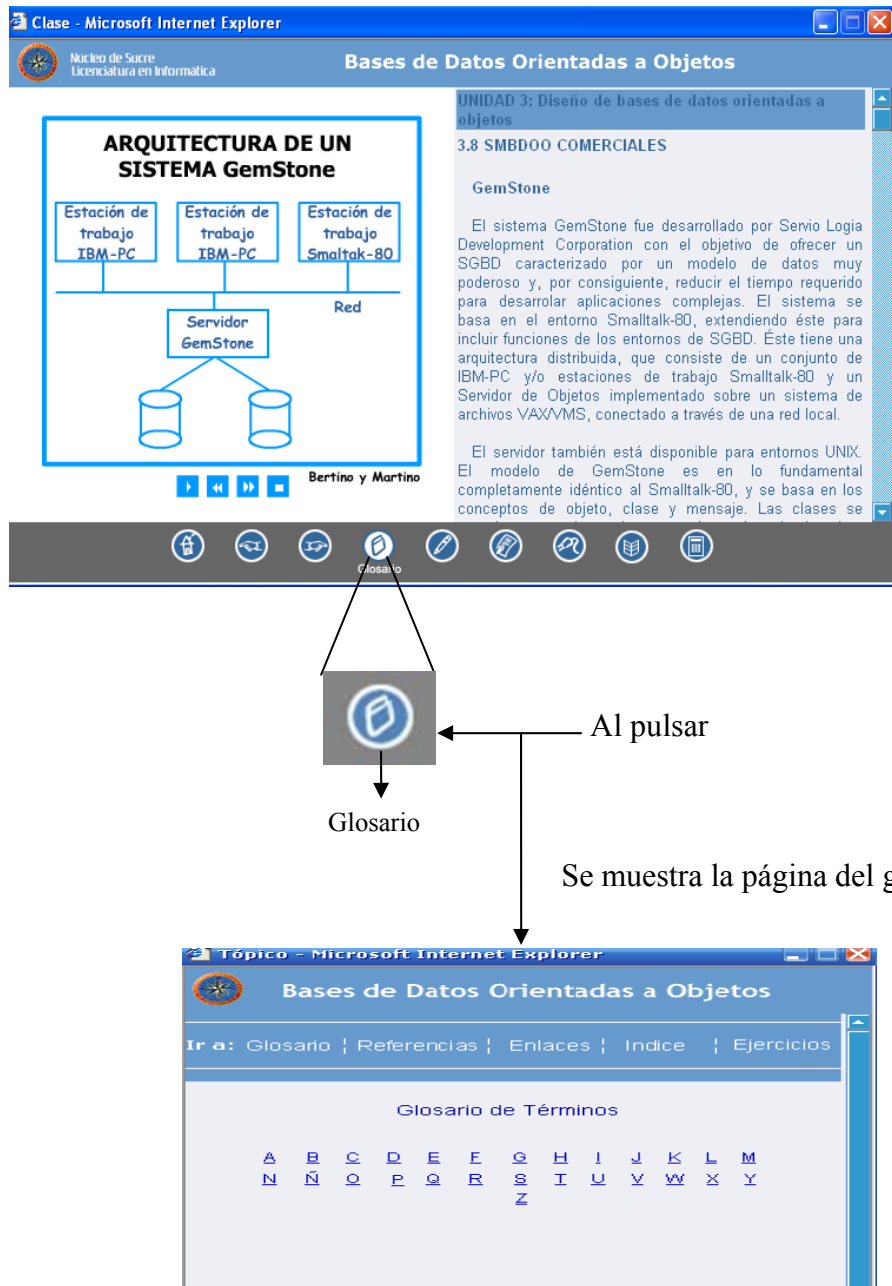 Clase - Microsoft Internet Explorer
Núcleo de Sucre
Licenciatura en Informática
Bases de Datos Orientadas a Objetos
ARQUITECTURA DE UN
SISTEMA GemStone
Estación de trabajo IBM-PC
Estación de trabajo IBM-PC
Estación de trabajo Smaltak-80
Red
Servidor
GemStone
Bertino y Martino
UNIDAD 3: Diseño de bases de datos orientadas a
objetos
3.8 SMBDOO COMERCIALES
GemStone
El sistema GemStone fue desarrollado por Servio Logia
Development Corporation con el objetivo de ofrecer un
SGBD caracterizado por un modelo de datos muy
poderoso y, por consiguiente, reducir el tiempo requerido
para desarrolar aplicaciones complejas. El sistema se
basa en el entorno Smalltalk-80, extendiendo éste para
incluir funciones de los entornos de SGBD. Éste tiene una
arquitectura distribuida, que consiste de un conjunto de
IBM-PC y/o estaciones de trabajo Smalltalk-80 y un
Servidor de Objetos implementado sobre un sistema de
archivos VAX/VMS, conectado a través de una red local.
El servidor también está disponible para entornos UNIX.
El modelo de GemStone es en lo fundamental
completamente idéntico al Smalltalk-80, y se basa en los
conceptos de objeto, clase y mensaje. Las clases se
Glosario
Al pulsar
Glosario
Se muestra la página del g
Tópico - Microsoft Internet Explorer
Bases de Datos Orientadas a Objetos
Ir a: Glosario ¦ Referencias ¦ Enlaces ¦ Indice ¦ Ejercicios
Glosario de Términos
A B C D E F G H I J K L M
N Ñ O P Q R S T U V W X Y
Z